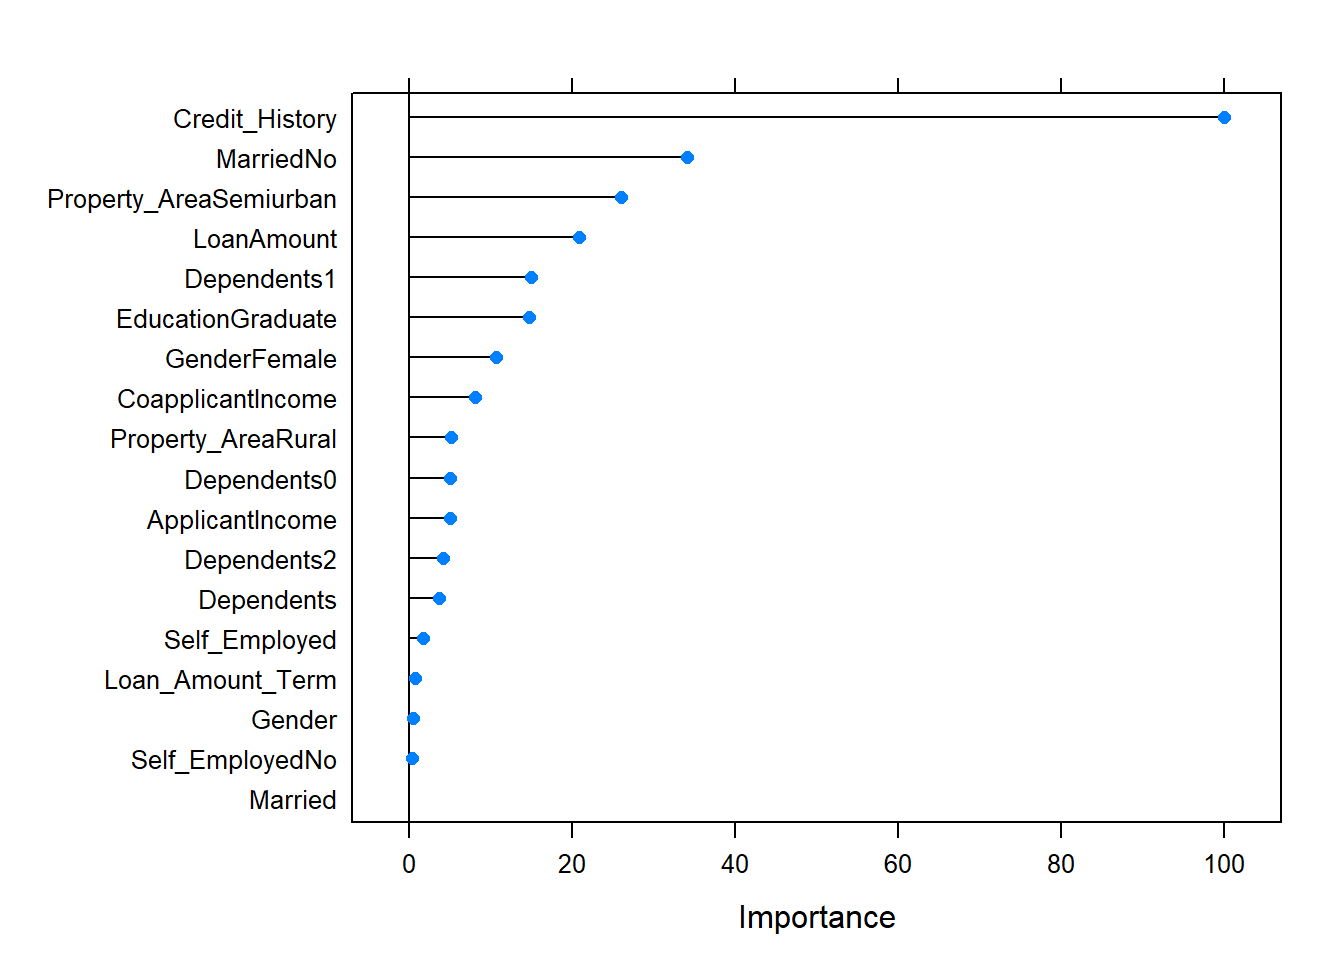 Credit_History
MarriedNo
Property_AreaSemiurban
LoanAmount
Dependents1
EducationGraduate
GenderFemale
CoapplicantIncome
Property_AreaRural
Dependents0
ApplicantIncome
Dependents2
Dependents
Self_Employed
Loan_Amount_Term
Gender
Self_EmployedNo
Married
0 20 40 60 80 100
Importance